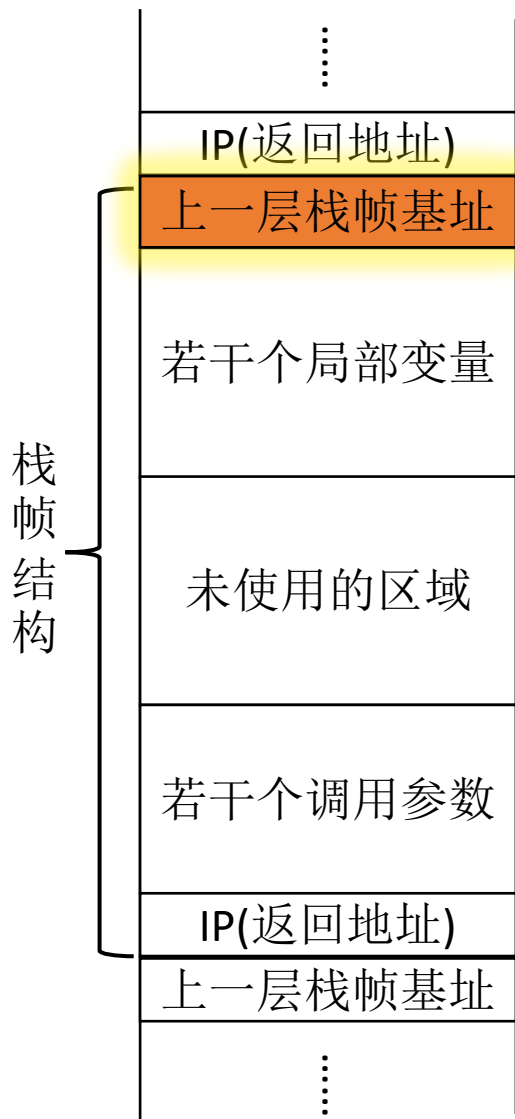 ……
IP(返回地址)
上一层栈帧基址
若干个局部变量
栈帧结构
未使用的区域
若干个调用参数
IP(返回地址)
上一层栈帧基址
……